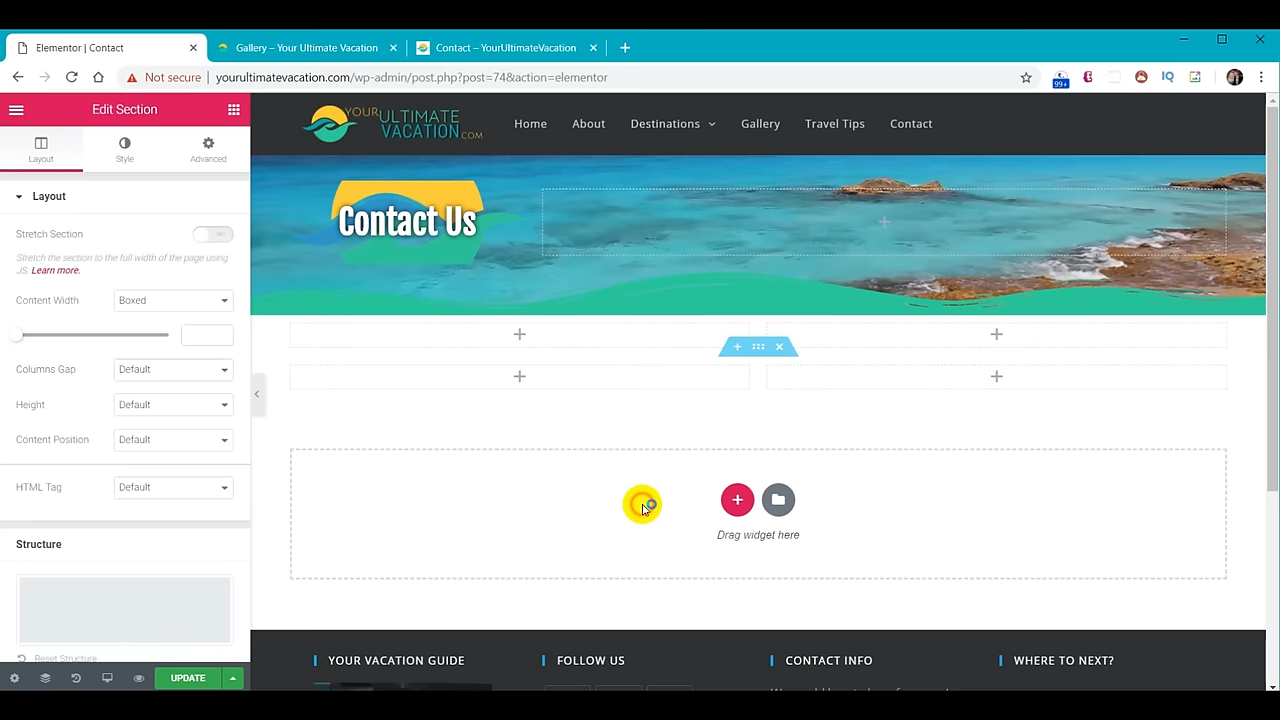 Elementor | Contact
Gallery – Your Ultimate Vacation
Contact – YourUltimateVacation
Not secure
yourultimatevacation.com/wp-admin/post.php?post=74&action=elementor
99+
IQ
Edit Section
YOUR ULTIMATE VACATION.COM
Home
About
Destinations
Gallery
Travel Tips
Contact
Layout
Style
Advanced
Layout
Stretch Section
NO
Stretch the section to the full width of the page using
JS. Learn more.
Content Width
Boxed
Columns Gap
Default
Height
Default
Content Position
Default
HTML Tag
Default
Structure
Reset Structure
UPDATE
Contact Us
Drag widget here
YOUR VACATION GUIDE
FOLLOW US
CONTACT INFO
WHERE TO NEXT?